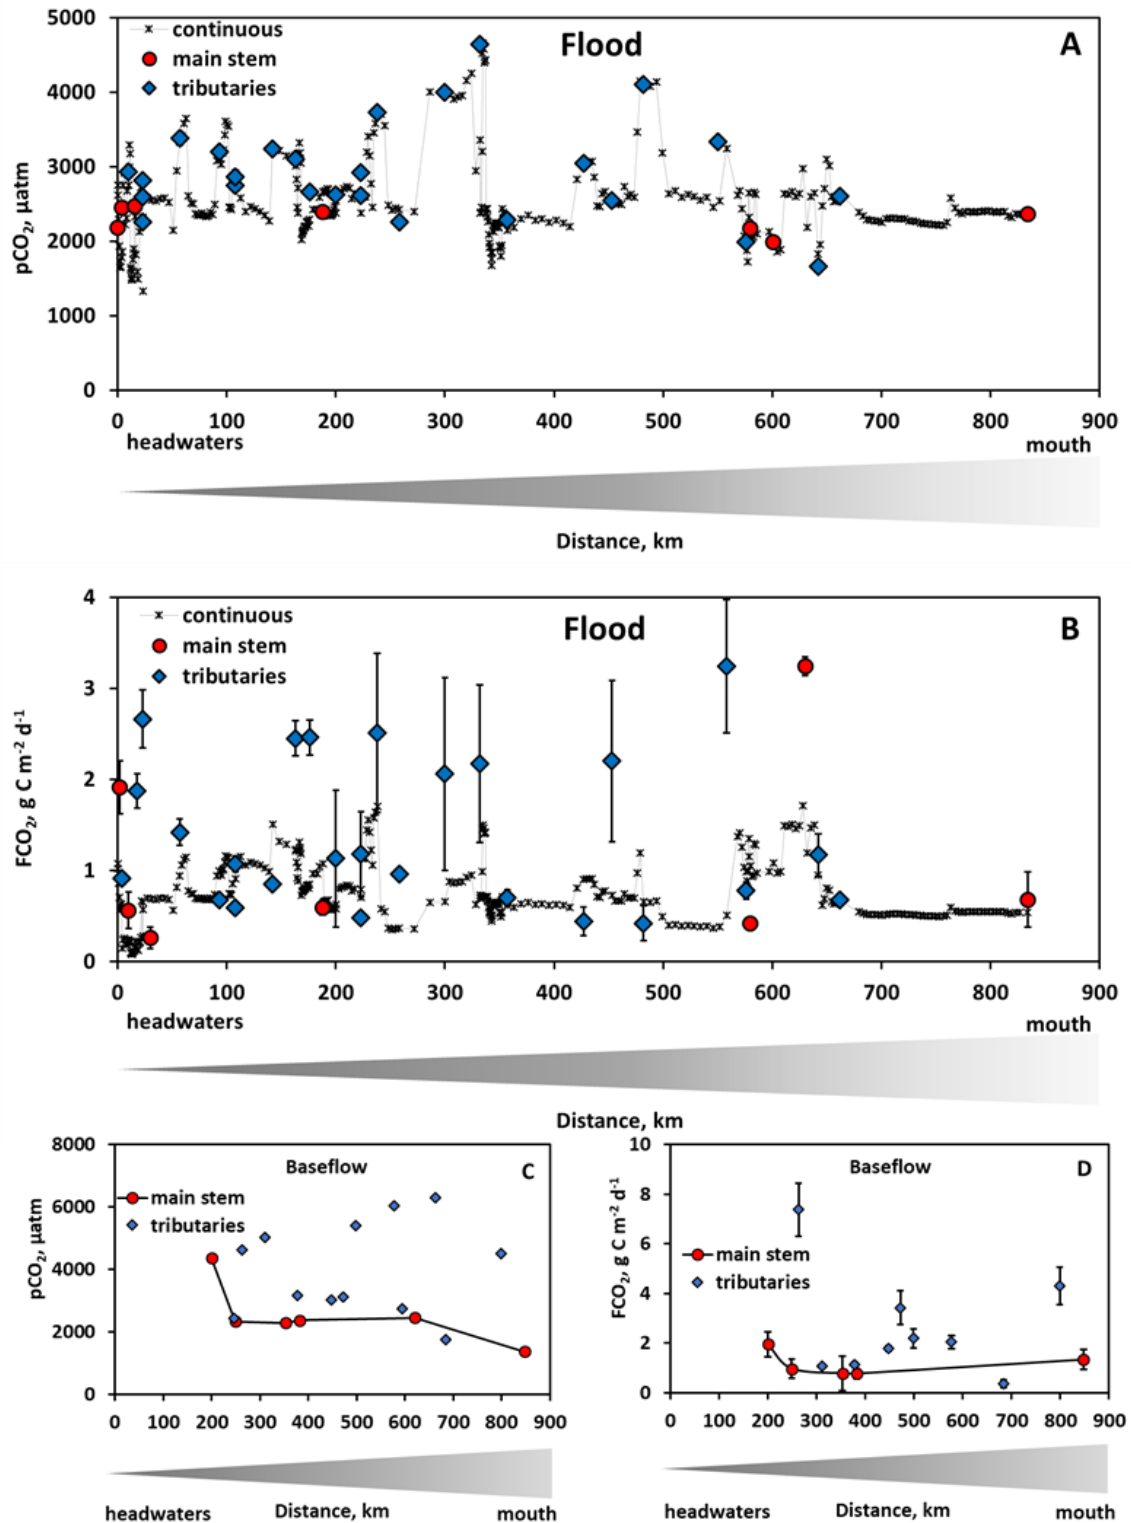 Flood
A
continuous
main stem
tributaries
pCO₂, µatm
5000
4000
3000
2000
1000
0
0 100 200 300 400 500 600 700 800 900
headwaters mouth
Distance, km
Flood
B
continuous
main stem
tributaries
FCO₂, g C m⁻² d⁻¹
4
3
2
1
0
0 100 200 300 400 500 600 700 800 900
headwaters mouth
Distance, km
Baseflow
C
main stem
tributaries
pCO₂, µatm
8000
6000
4000
2000
0
0 100 200 300 400 500 600 700 800 900
headwaters Distance, km mouth
Baseflow
D
main stem
tributaries
FCO₂, g C m⁻² d⁻¹
10
8
6
4
2
0
0 100 0 200 300 400 500 600 700 800 900
headwaters Distance, km mouth